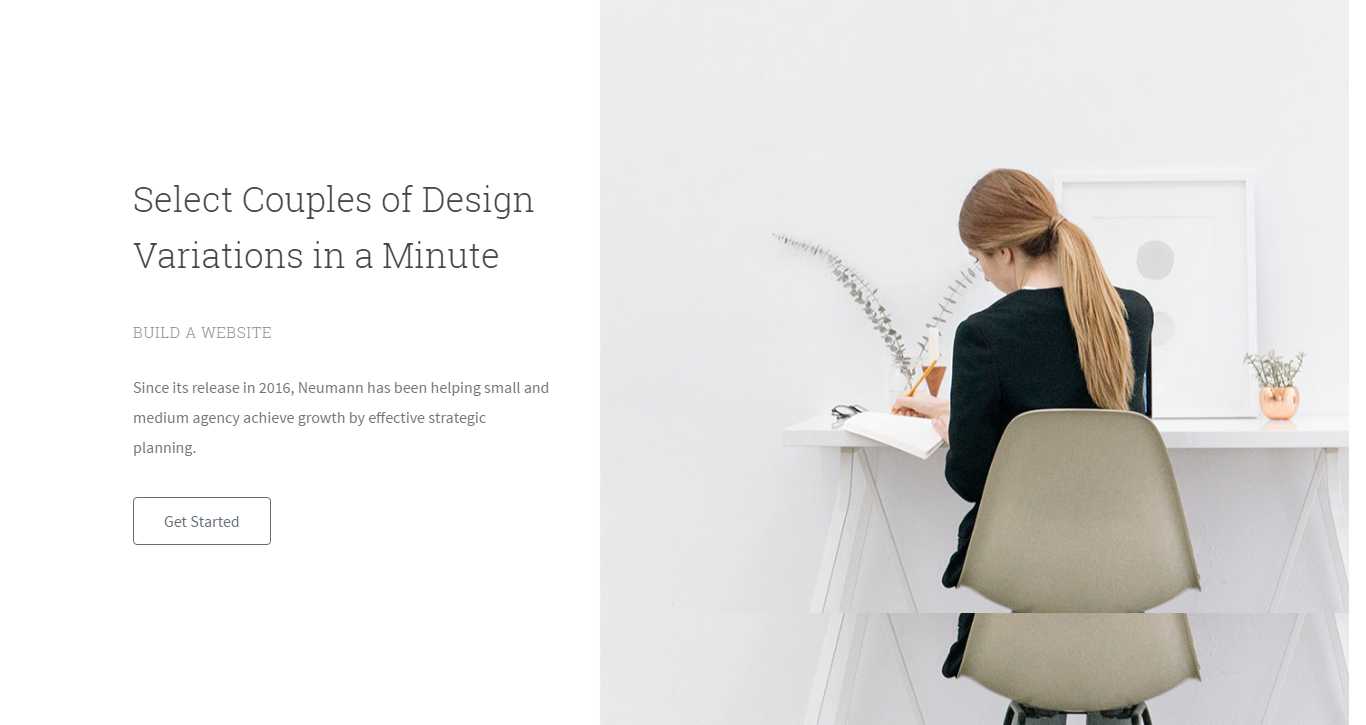 Select Couples of Design
Variations in a Minute
BUILD A WEBSITE
Since its release in 2016, Neumann has been helping small and
medium agency achieve growth by effective strategic
planning.
Get Started